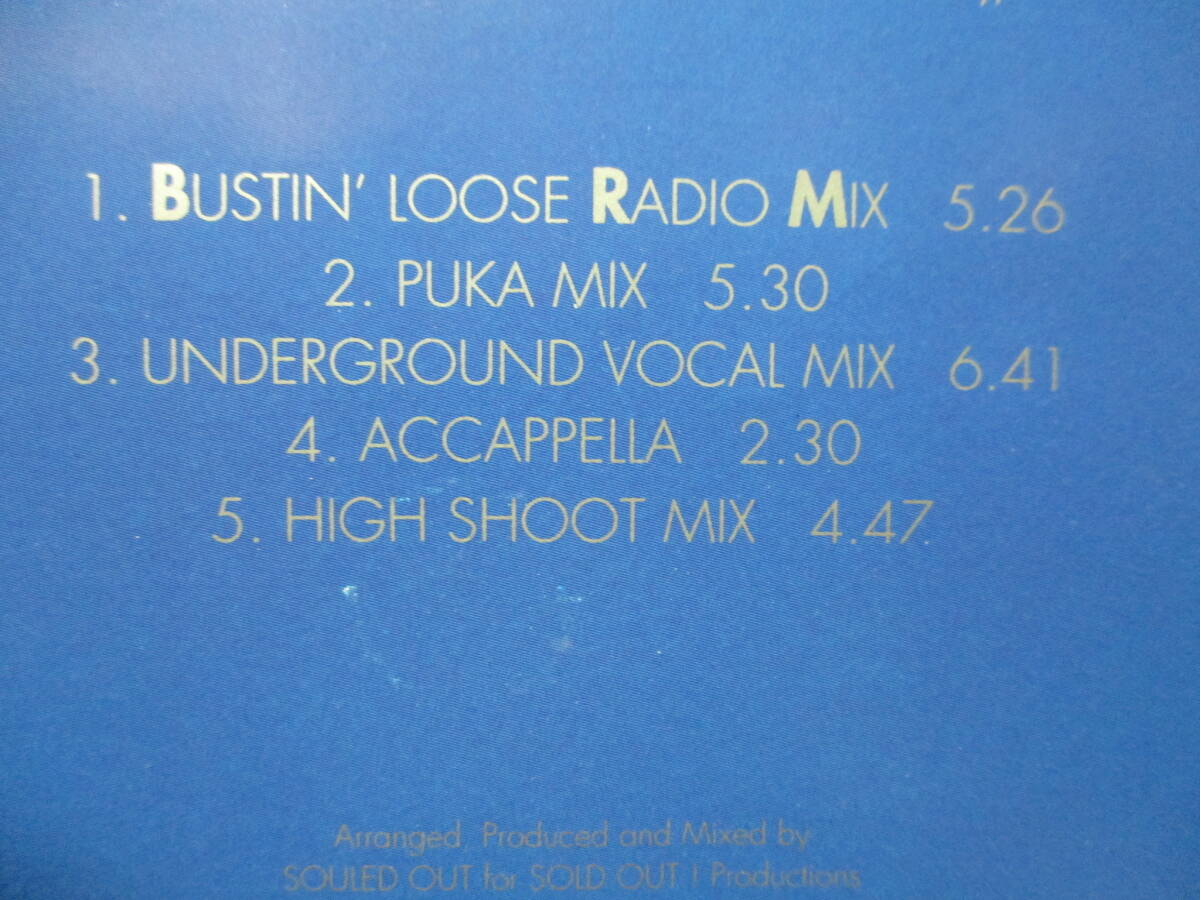 1. BUSTIN' LOOSE RADIO MIX 5.26
2. PUKA MIX 5.30
3. UNDERGROUND VOCAL MIX 6.41
4. ACCAPPELLA 2.30
5. HIGH SHOOT MIX 4.47
Arranged, Produced and Mixed by
SOULED OUT for SOLD OUT ! Productions